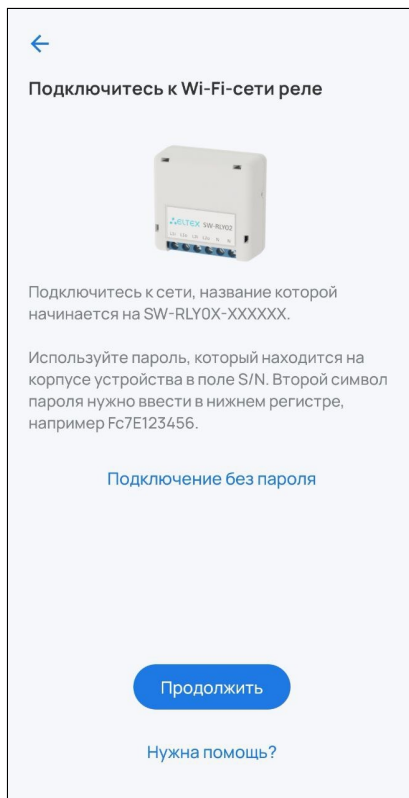 Подключитесь к Wi-Fi-сети реле
ELTEX SW-RLY02
Подключитесь к сети, название которой
начинается на SW-RLY0X-XXXXXX.
Используйте пароль, который находится на
корпусе устройства в поле S/N. Второй символ
пароля нужно ввести в нижнем регистре,
например Fc7E123456.
Подключение без пароля
Продолжить
Нужна помощь?